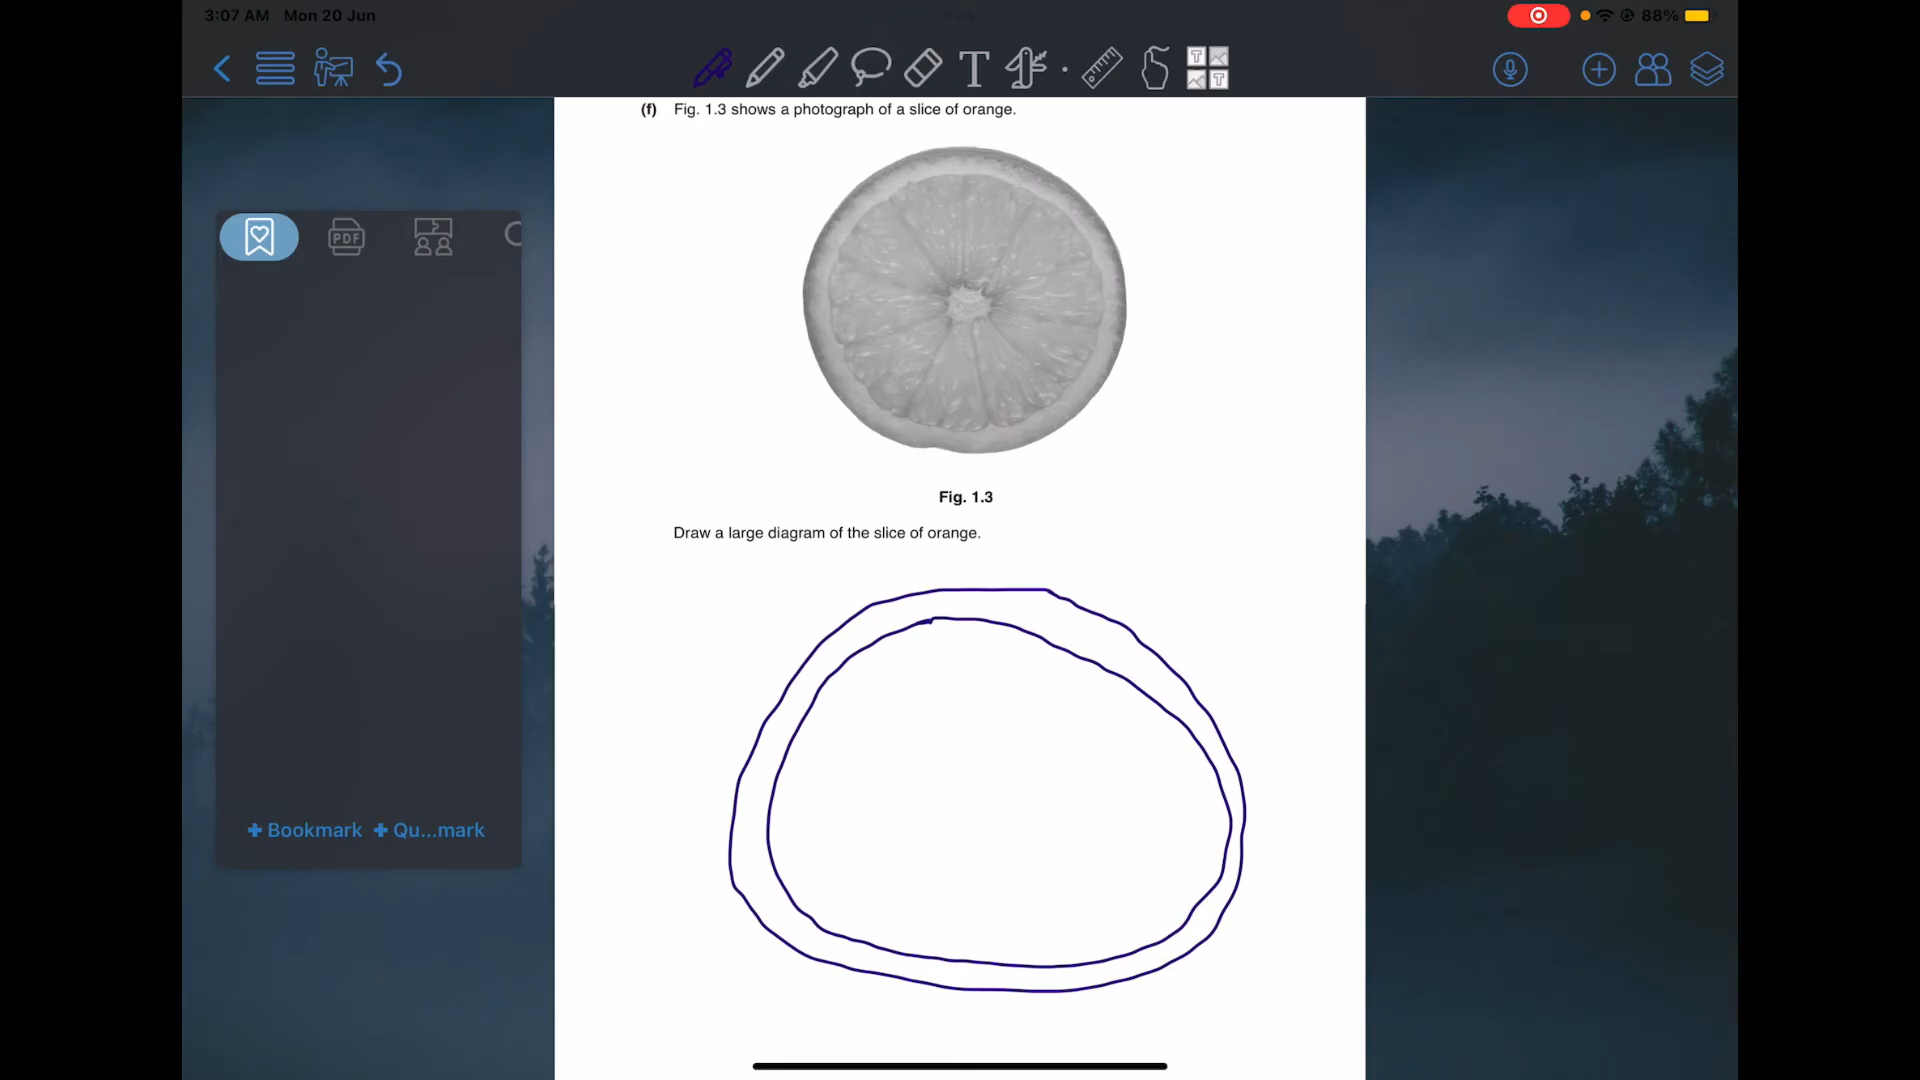 3:07 AM Mon 20 Jun
88%
T
T
T
(f) Fig. 1.3 shows a photograph of a slice of orange.
PDF
Fig. 1.3
Draw a large diagram of the slice of orange.
Bookmark Qu...mark